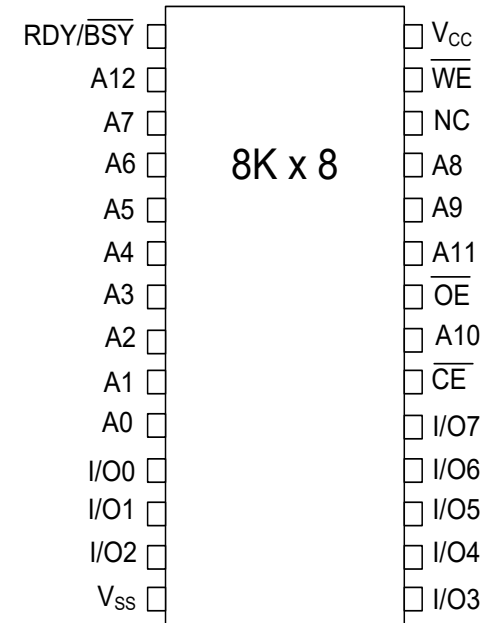 RDY/BSY
A12
A7
A6
A5
A4
A3
A2
A1
A0
I/O0
I/O1
I/O2
VSS
8K x 8
VCC
WE
NC
A8
A9
A11
OE
A10
CE
I/O7
I/O6
I/O5
I/O4
I/O3